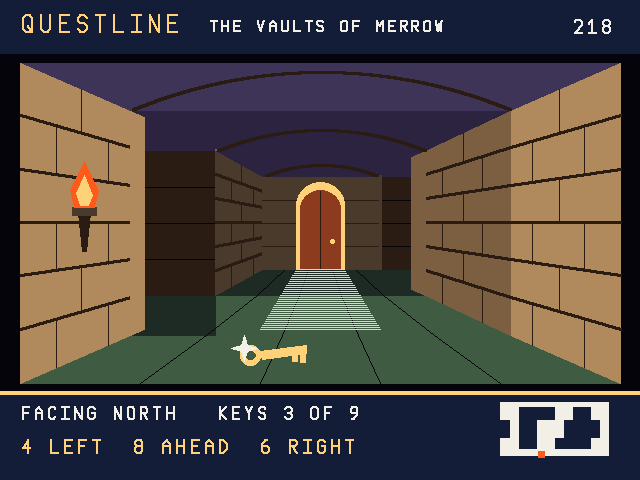 QUESTLINE THE VAULTS OF MERROW 218
FACING NORTH KEYS 3 OF 9
4 LEFT 8 AHEAD 6 RIGHT